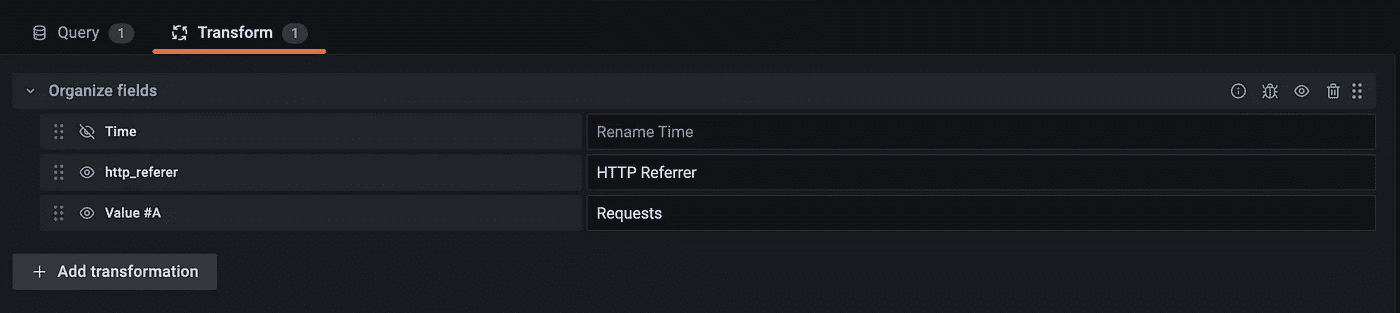 Query 1 Transform 1
Organize fields
Time Rename Time
http_referer HTTP Referrer
Value #A Requests
+ Add transformation